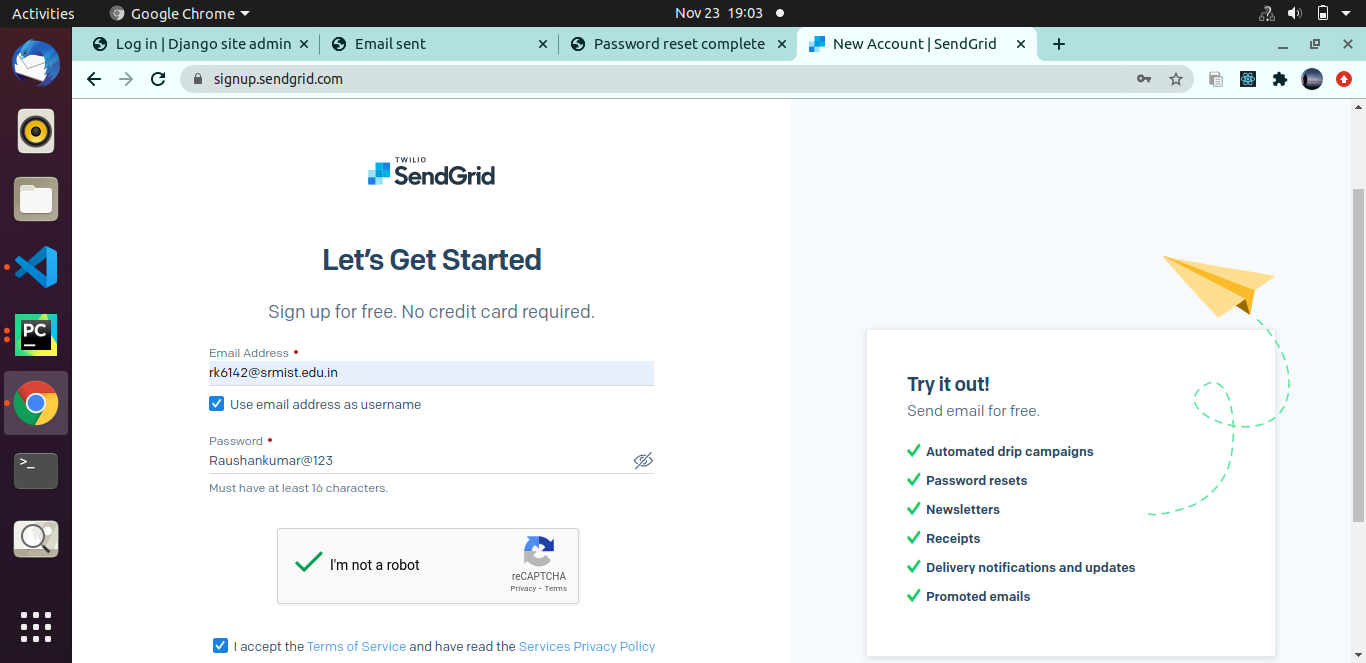 Activities
Google Chrome
Nov 23 19:03
Log in | Django site admin
Email sent
Password reset complete
New Account | SendGrid
signup.sendgrid.com
TWILIO
SendGrid
Let's Get Started
Sign up for free. No credit card required.
Email Address •
rk6142@srmist.edu.in
Use email address as username
Password •
Raushankumar@123
Must have at least 16 characters.
I'm not a robot
reCAPTCHA
Privacy - Terms
I accept the Terms of Service and have read the Services Privacy Policy
Try it out!
Send email for free.
Automated drip campaigns
Password resets
Newsletters
Receipts
Delivery notifications and updates
Promoted emails
PC
>_